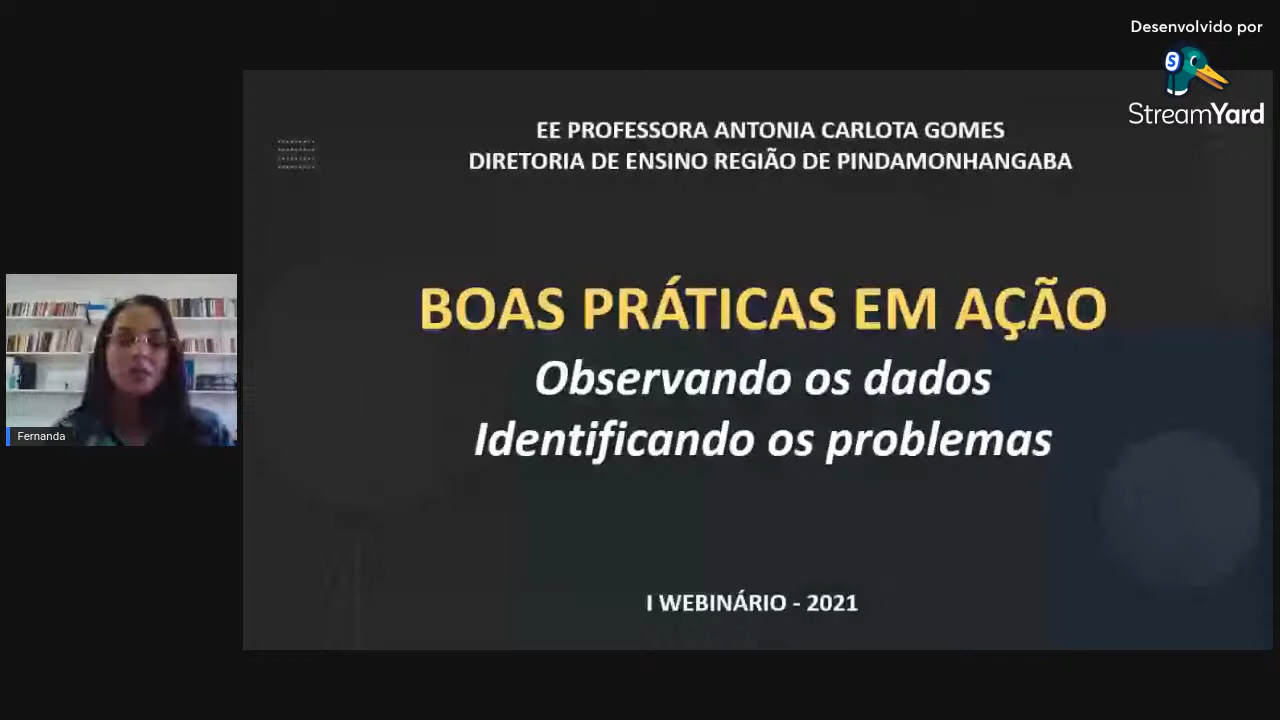 Desenvolvido por
S
StreamYard
EE PROFESSORA ANTONIA CARLOTA GOMES
DIRETORIA DE ENSINO REGIÃO DE PINDAMONHANGABA
BOAS PRÁTICAS EM AÇÃO
Observando os dados
Identificando os problemas
Fernanda
I WEBINÁRIO - 2021